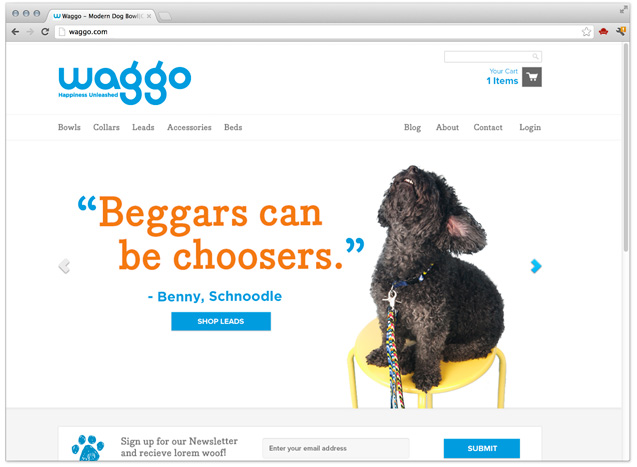 Waggo – Modern Dog Bowl
waggo.com
waggo
Happiness Unleashed
Your Cart
1 Items
Bowls Collars Leads Accessories Beds Blog About Contact Login
“Beggars can
be choosers.”
- Benny, Schnoodle
SHOP LEADS
Sign up for our Newsletter
and recieve lorem woof!
Enter your email address
SUBMIT